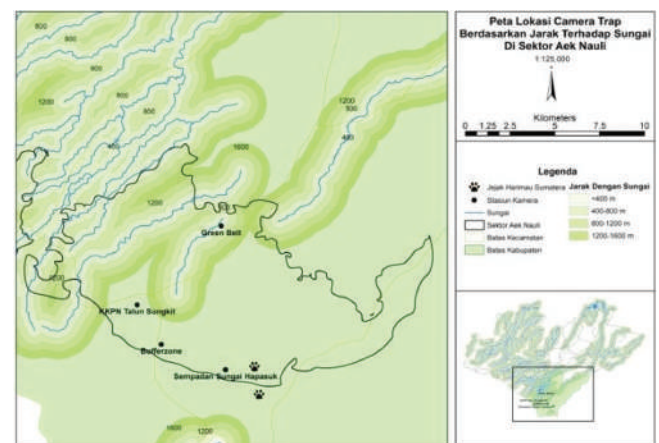 Peta Lokasi Camera Trap
Berdasarkan Jarak Terhadap Sungai
Di Sektor Aek Nauli
1:125,000
Kilometers
0 1.25 2.5 5 7.5 10
Legenda
Jejak Harimau Sumatera
Stasiun Kamera
Sungai
Sektor Aek Nauli
Batas Kecamatan
Batas Kabupaten
Jarak Dengan Sungai
<400 m
400-800 m
800-1200 m
1200-1600 m
800
800
900
1200
800
800
400
1200
400
1600
1200
Green Belt
1200
KKPN Talun Sungkit
Bufferzone
Sempadan Sungai Hapasuk
1600
1200